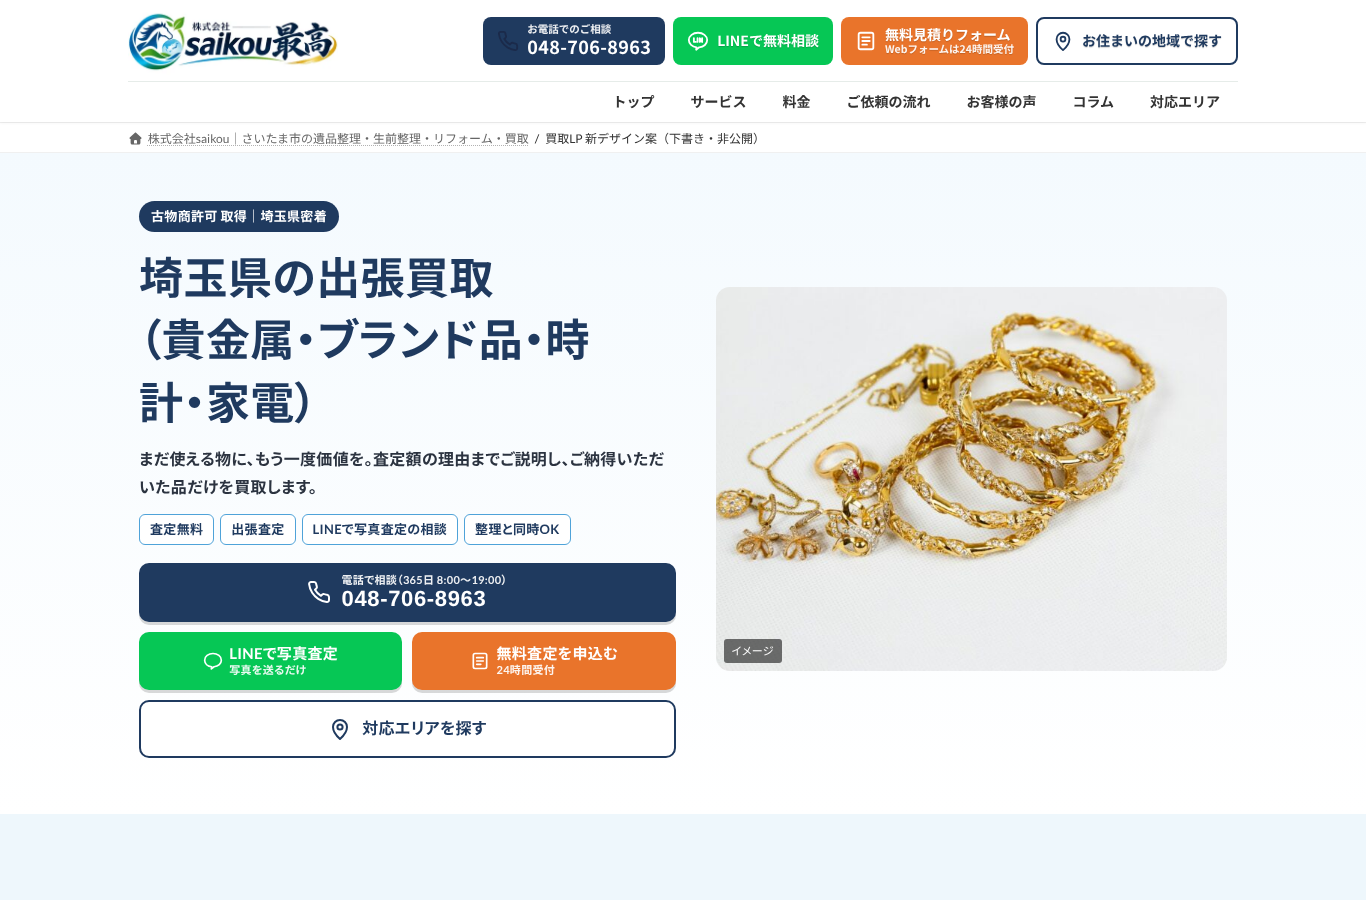 株式会社
saikou最高
お電話でのご相談
048-706-8963
LINEで無料相談
無料見積りフォーム
Webフォームは24時間受付
お住まいの地域で探す
トップ
サービス
料金
ご依頼の流れ
お客様の声
コラム
対応エリア
株式会社saikou｜さいたま市の遺品整理・生前整理・リフォーム・買取 / 買取LP 新デザイン案（下書き・非公開）
古物商許可 取得｜埼玉県密着
埼玉県の出張買取
（貴金属・ブランド品・時
計・家電）
まだ使える物に、もう一度価値を。査定額の理由までご説明し、ご納得いただ
いた品だけを買取します。
査定無料
出張査定
LINEで写真査定の相談
整理と同時OK
電話で相談（365日 8:00〜19:00）
048-706-8963
LINEで写真査定
写真を送るだけ
無料査定を申込む
24時間受付
対応エリアを探す
イメージ